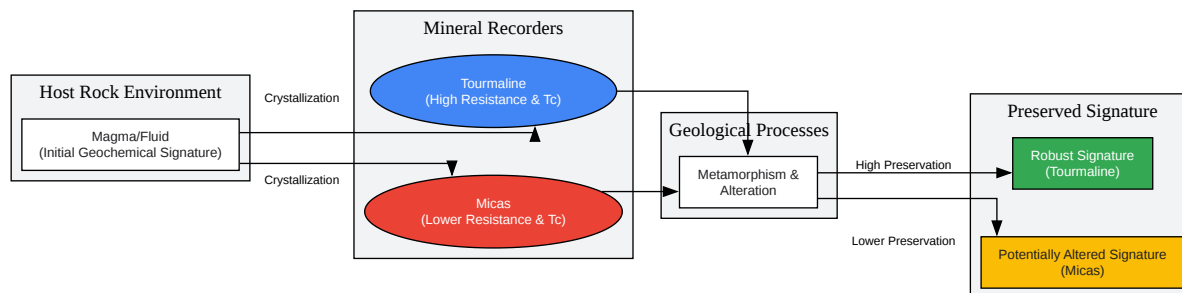 Host Rock Environment
Magma/Fluid
(Initial Geochemical Signature)
Crystallization
Crystallization
Mineral Recorders
Tourmaline
(High Resistance & Tc)
Micas
(Lower Resistance & Tc)
Geological Processes
Metamorphism &
Alteration
High Preservation
Lower Preservation
Preserved Signature
Robust Signature
(Tourmaline)
Potentially Altered Signature
(Micas)